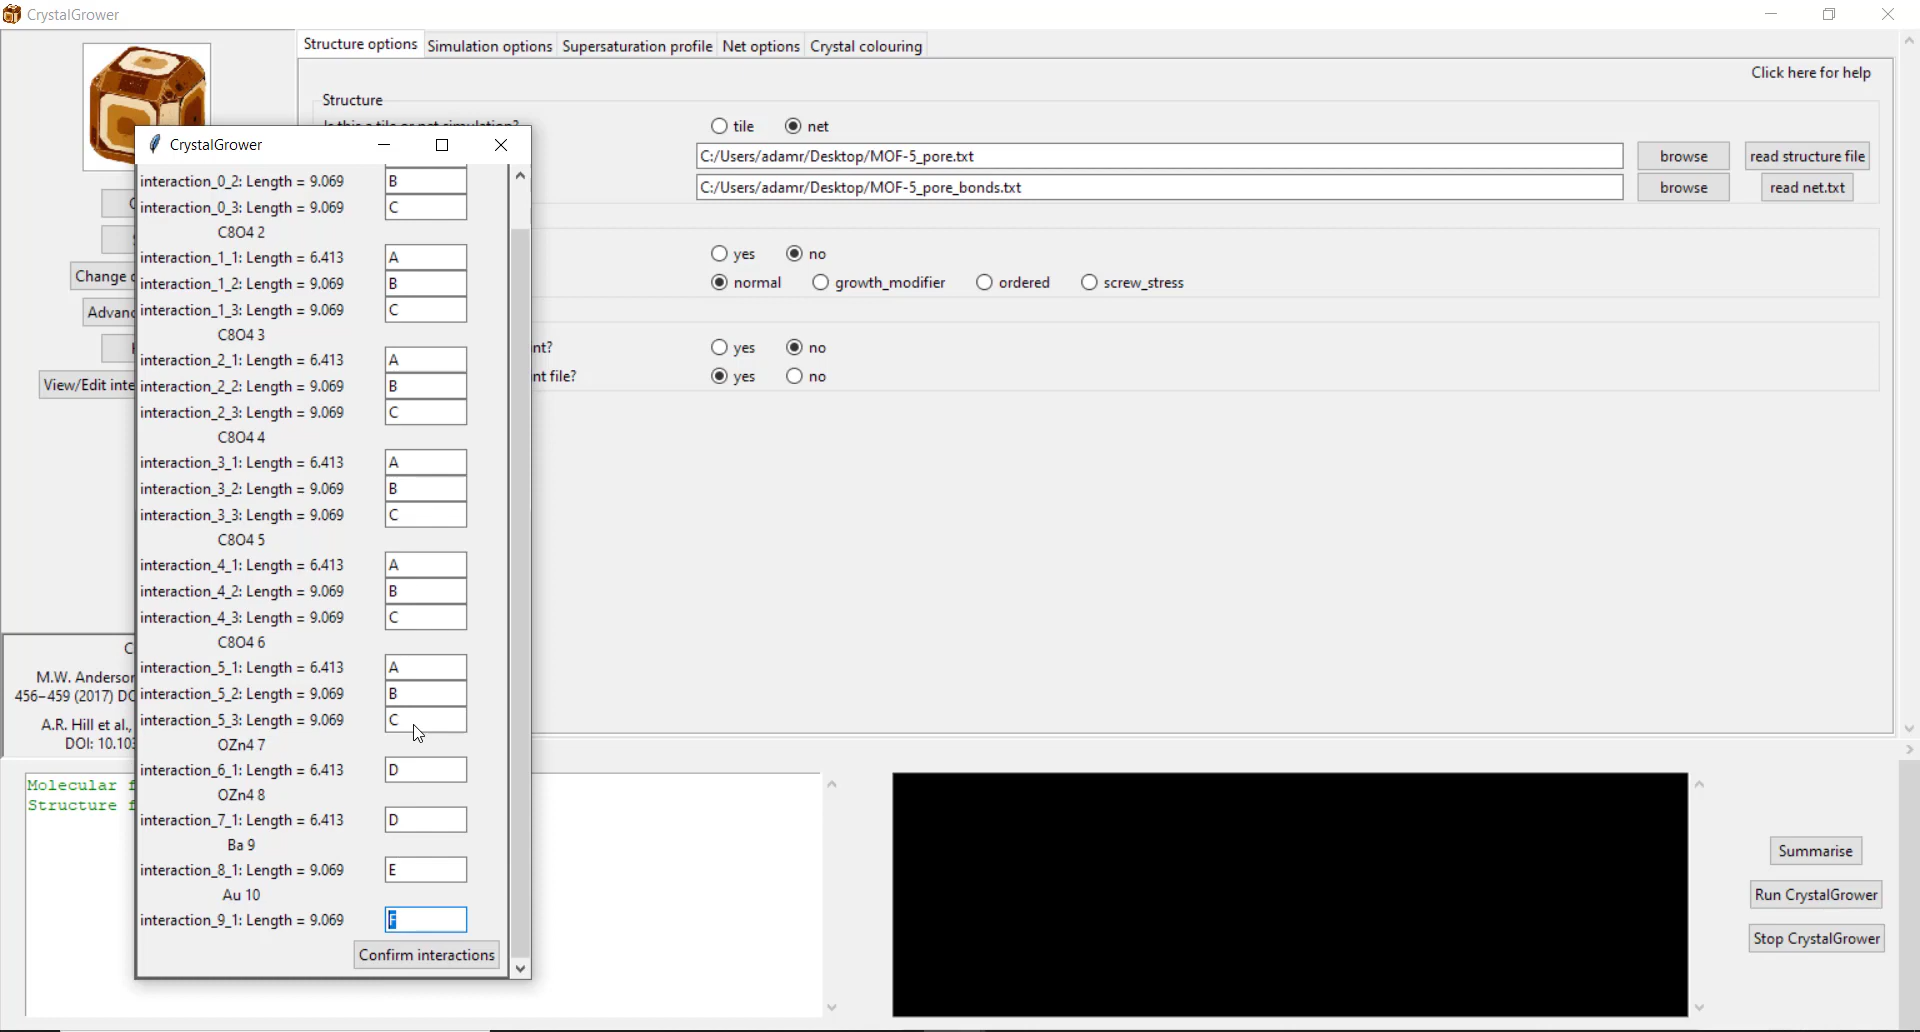 CrystalGrower
Structure options
Simulation options
Supersaturation profile
Net options
Crystal colouring
Click here for help
Structure
tile
net
C:/Users/adamr/Desktop/MOF-5_pore.txt
browse
read structure file
C:/Users/adamr/Desktop/MOF-5_pore_bonds.txt
browse
read net.txt
yes
no
normal
growth_modifier
ordered
screw_stress
nt?
yes
no
nt file?
yes
no
Change
Advan
View/Edit inte
M.W. Anderson
456–459 (2017) DO
A.R. Hill et al.,
DOI: 10.103
Molecular f
Structure f
CrystalGrower
interaction_0_2: Length = 9.069 B
interaction_0_3: Length = 9.069 C
C8O4 2
interaction_1_1: Length = 6.413 A
interaction_1_2: Length = 9.069 B
interaction_1_3: Length = 9.069 C
C8O4 3
interaction_2_1: Length = 6.413 A
interaction_2_2: Length = 9.069 B
interaction_2_3: Length = 9.069 C
C8O4 4
interaction_3_1: Length = 6.413 A
interaction_3_2: Length = 9.069 B
interaction_3_3: Length = 9.069 C
C8O4 5
interaction_4_1: Length = 6.413 A
interaction_4_2: Length = 9.069 B
interaction_4_3: Length = 9.069 C
C8O4 6
interaction_5_1: Length = 6.413 A
interaction_5_2: Length = 9.069 B
interaction_5_3: Length = 9.069 C
OZn4 7
interaction_6_1: Length = 6.413 D
OZn4 8
interaction_7_1: Length = 6.413 D
Ba 9
interaction_8_1: Length = 9.069 E
Au 10
interaction_9_1: Length = 9.069 F
Confirm interactions
Summarise
Run CrystalGrower
Stop CrystalGrower